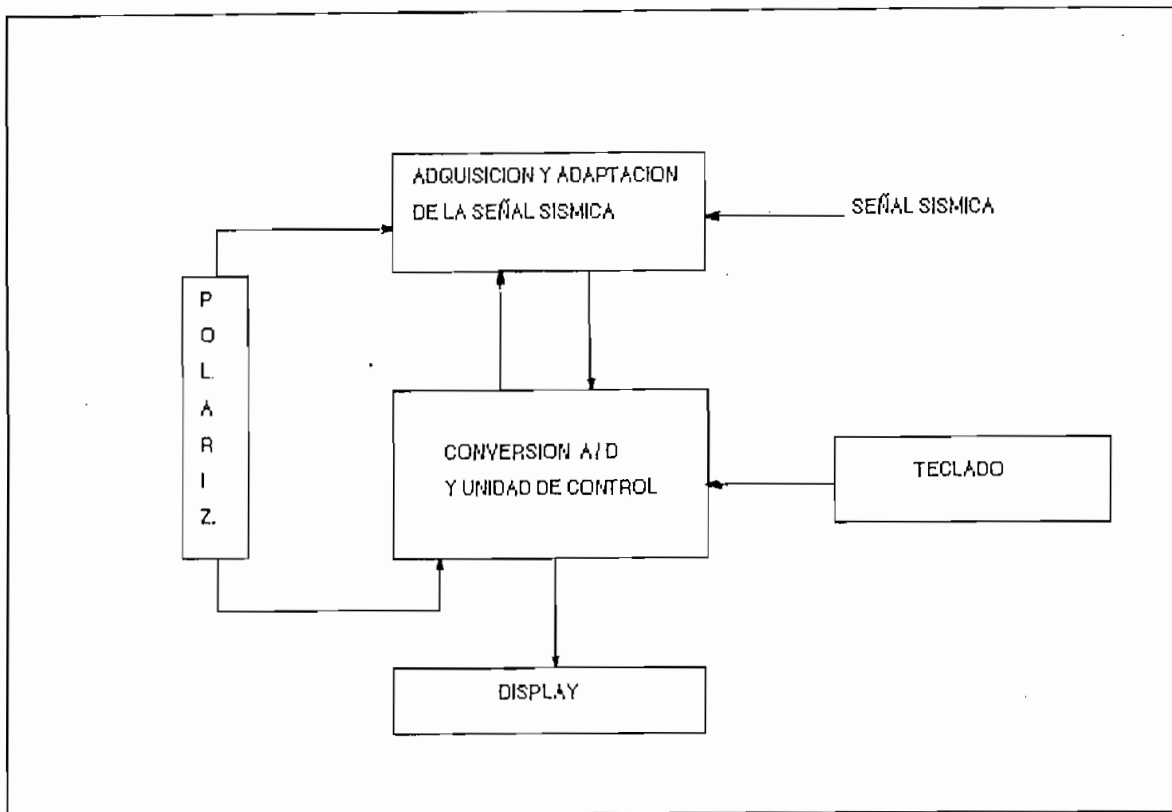 ADQUISICION Y ADAPTACION
DE LA SEÑAL SISMICA
SEÑAL SISMICA
P
O
L
A
R
I
Z.
CONVERSION A/D
Y UNIDAD DE CONTROL
TECLADO
DISPLAY